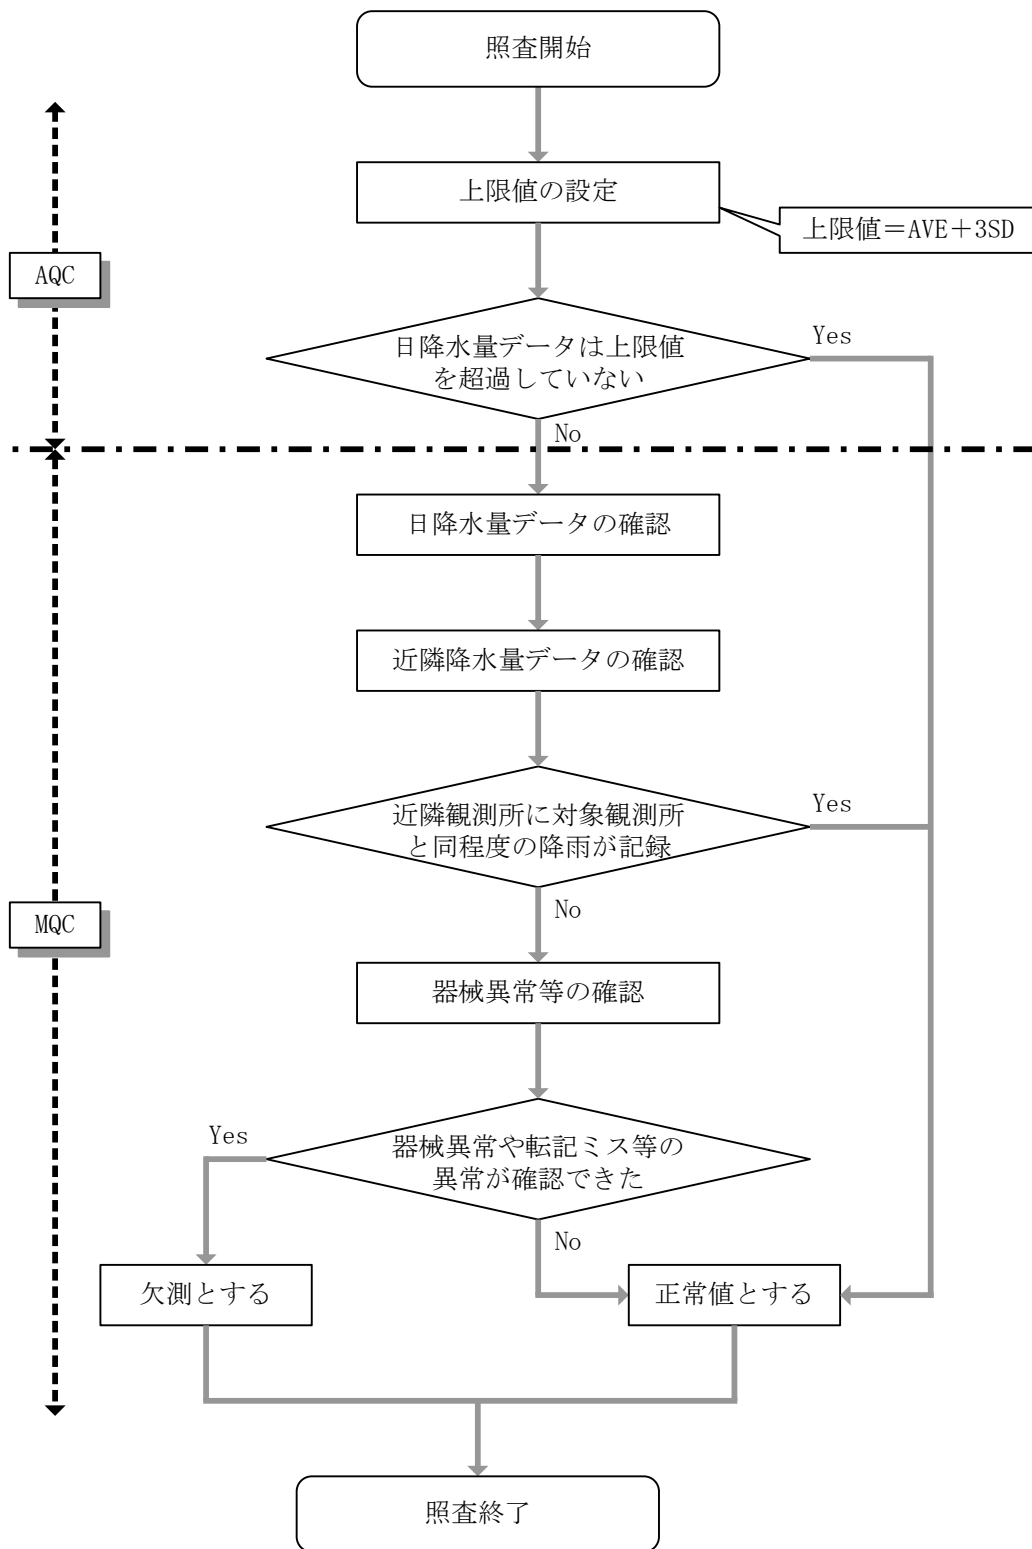 照査開始
上限値の設定
上限値＝AVE＋3SD
AQC
日降水量データは上限値
を超過していない
Yes
No
日降水量データの確認
近隣降水量データの確認
近隣観測所に対象観測所
と同程度の降雨が記録
Yes
No
MQC
器械異常等の確認
器械異常や転記ミス等の
異常が確認できた
Yes
No
欠測とする
正常値とする
照査終了